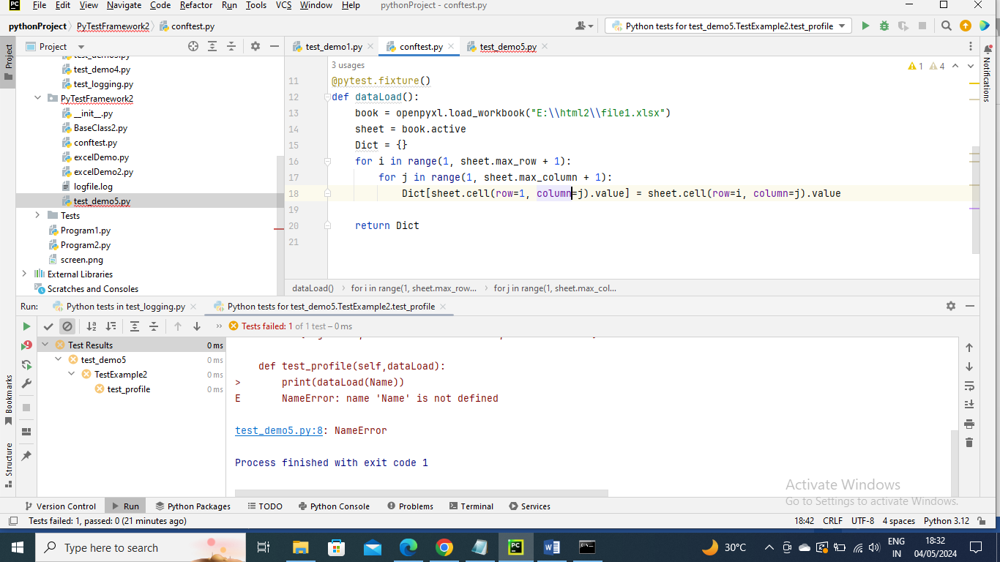 PC File Edit View Navigate Code Refactor Run Tools VCS Window Help pythonProject - conftest.py
pythonProject PyTestFramework2 conftest.py Python tests for test_demo5.TestExample2.test_profile
Project
Project
test_demo1.py conftest.py test_demo5.py
Notifications
test_demo4.py
test_logging.py
PyTestFramework2
__init__.py
BaseClass2.py
conftest.py
excelDemo.py
excelDemo2.py
logfile.log
test_demo5.py
Tests
Program1.py
Program2.py
screen.png
External Libraries
Scratches and Consoles
3 usages
1 4
11 @pytest.fixture()
12 def dataLoad():
13 book = openpyxl.load_workbook("E:\\html2\\file1.xlsx")
14 sheet = book.active
15 Dict = {}
16 for i in range(1, sheet.max_row + 1):
17 for j in range(1, sheet.max_column + 1):
18 Dict[sheet.cell(row=1, column=j).value] = sheet.cell(row=i, column=j).value
19
20 return Dict
21
dataLoad() for i in range(1, sheet.max_row... for j in range(1, sheet.max_col...
Run: Python tests in test_logging.py Python tests for test_demo5.TestExample2.test_profile
Tests failed: 1 of 1 test – 0 ms
Test Results 0 ms
test_demo5 0 ms
TestExample2 0 ms
test_profile 0 ms
def test_profile(self,dataLoad):
> print(dataLoad(Name))
E NameError: name 'Name' is not defined
test_demo5.py:8: NameError
Process finished with exit code 1
Bookmarks
Structure
Activate Windows
Go to Settings to activate Windows.
Version Control Run Python Packages TODO Python Console Problems Terminal Services
Tests failed: 1, passed: 0 (21 minutes ago) 18:42 CRLF UTF-8 4 spaces Python 3.12
Type here to search
30°C
ENG
IN
18:32
04/05/2024